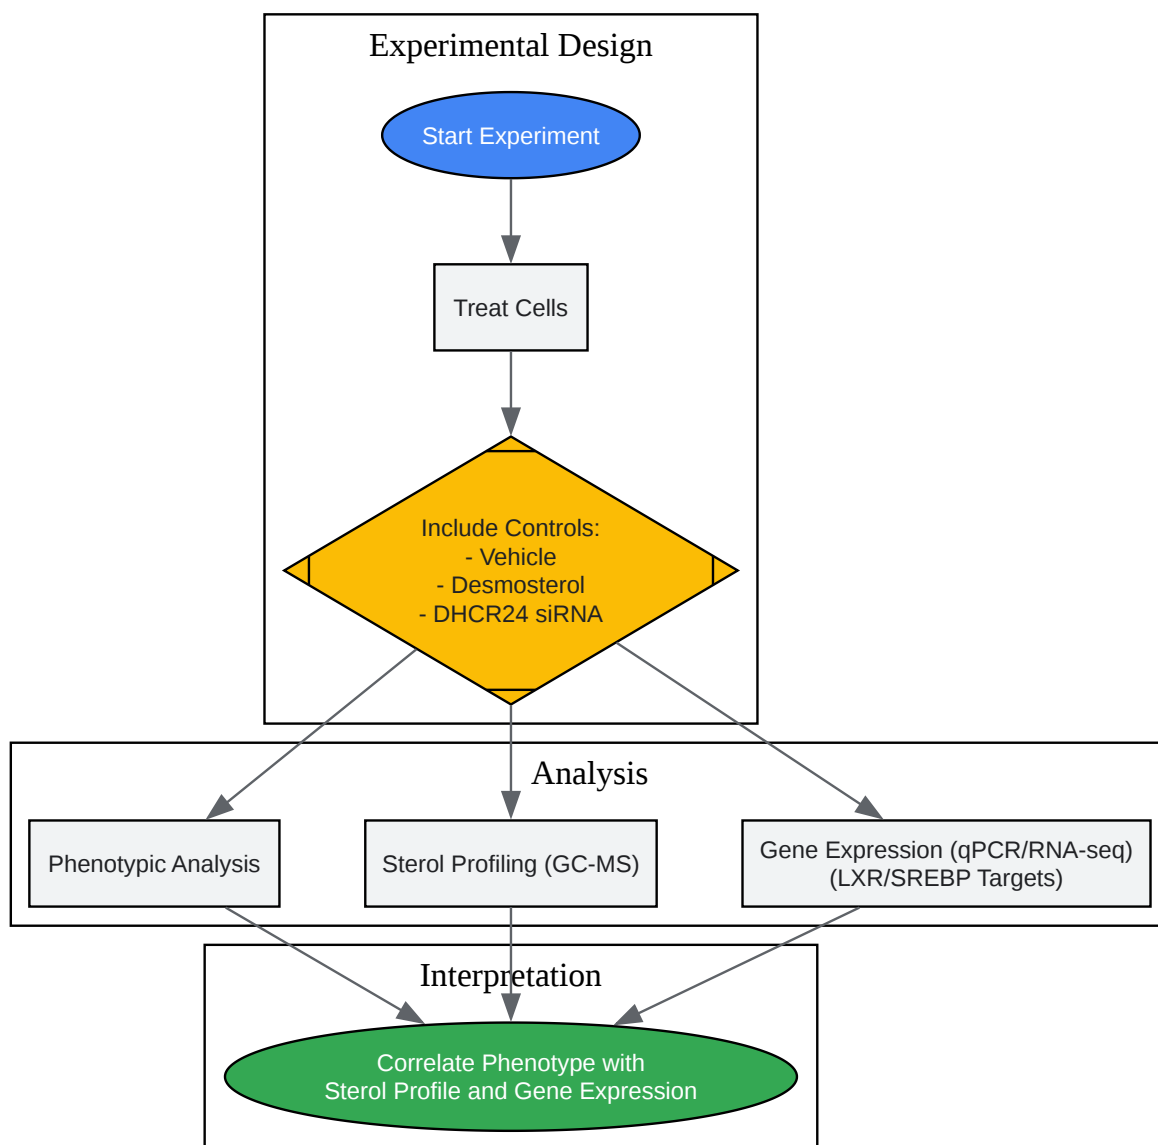 Experimental Design
Start Experiment
Treat Cells
Include Controls:
- Vehicle
- Desmosterol
- DHCR24 siRNA
Analysis
Phenotypic Analysis
Sterol Profiling (GC-MS)
Gene Expression (qPCR/RNA-seq)
(LXR/SREBP Targets)
Interpretation
Correlate Phenotype with
Sterol Profile and Gene Expression